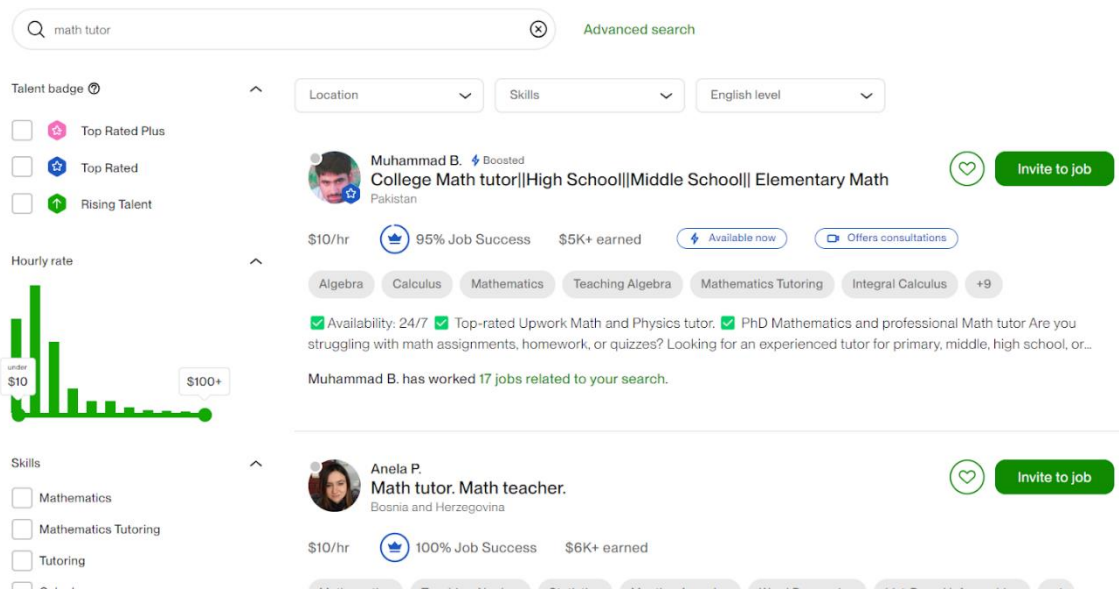 math tutor
Advanced search
Talent badge
Top Rated Plus
Top Rated
Rising Talent
Hourly rate
under
$10
$100+
Skills
Mathematics
Mathematics Tutoring
Tutoring
Location
Skills
English level
Muhammad B. Boosted
College Math tutor||High School||Middle School|| Elementary Math
Pakistan
Invite to job
$10/hr 95% Job Success $5K+ earned Available now Offers consultations
Algebra Calculus Mathematics Teaching Algebra Mathematics Tutoring Integral Calculus +9
✅ Availability: 24/7 ✅ Top-rated Upwork Math and Physics tutor. ✅ PhD Mathematics and professional Math tutor Are you
struggling with math assignments, homework, or quizzes? Looking for an experienced tutor for primary, middle, high school, or...
Muhammad B. has worked 17 jobs related to your search.
Anela P.
Math tutor. Math teacher.
Bosnia and Herzegovina
Invite to job
$10/hr 100% Job Success $6K+ earned